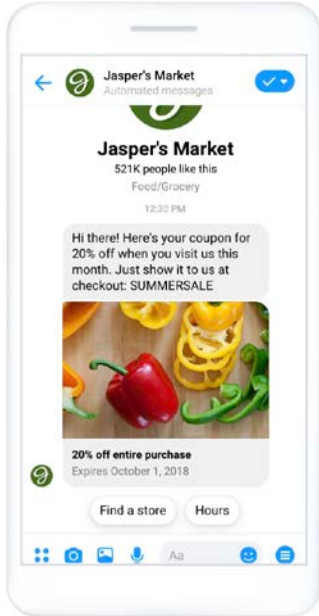 Jasper's Market
Automated messages
Jasper's Market
521K people like this
Food/Grocery
12:30 PM
Hi there! Here's your coupon for
20% off when you visit us this
month. Just show it to us at
checkout: SUMMERSALE
20% off entire purchase
Expires October 1, 2018
Find a store Hours
Aa